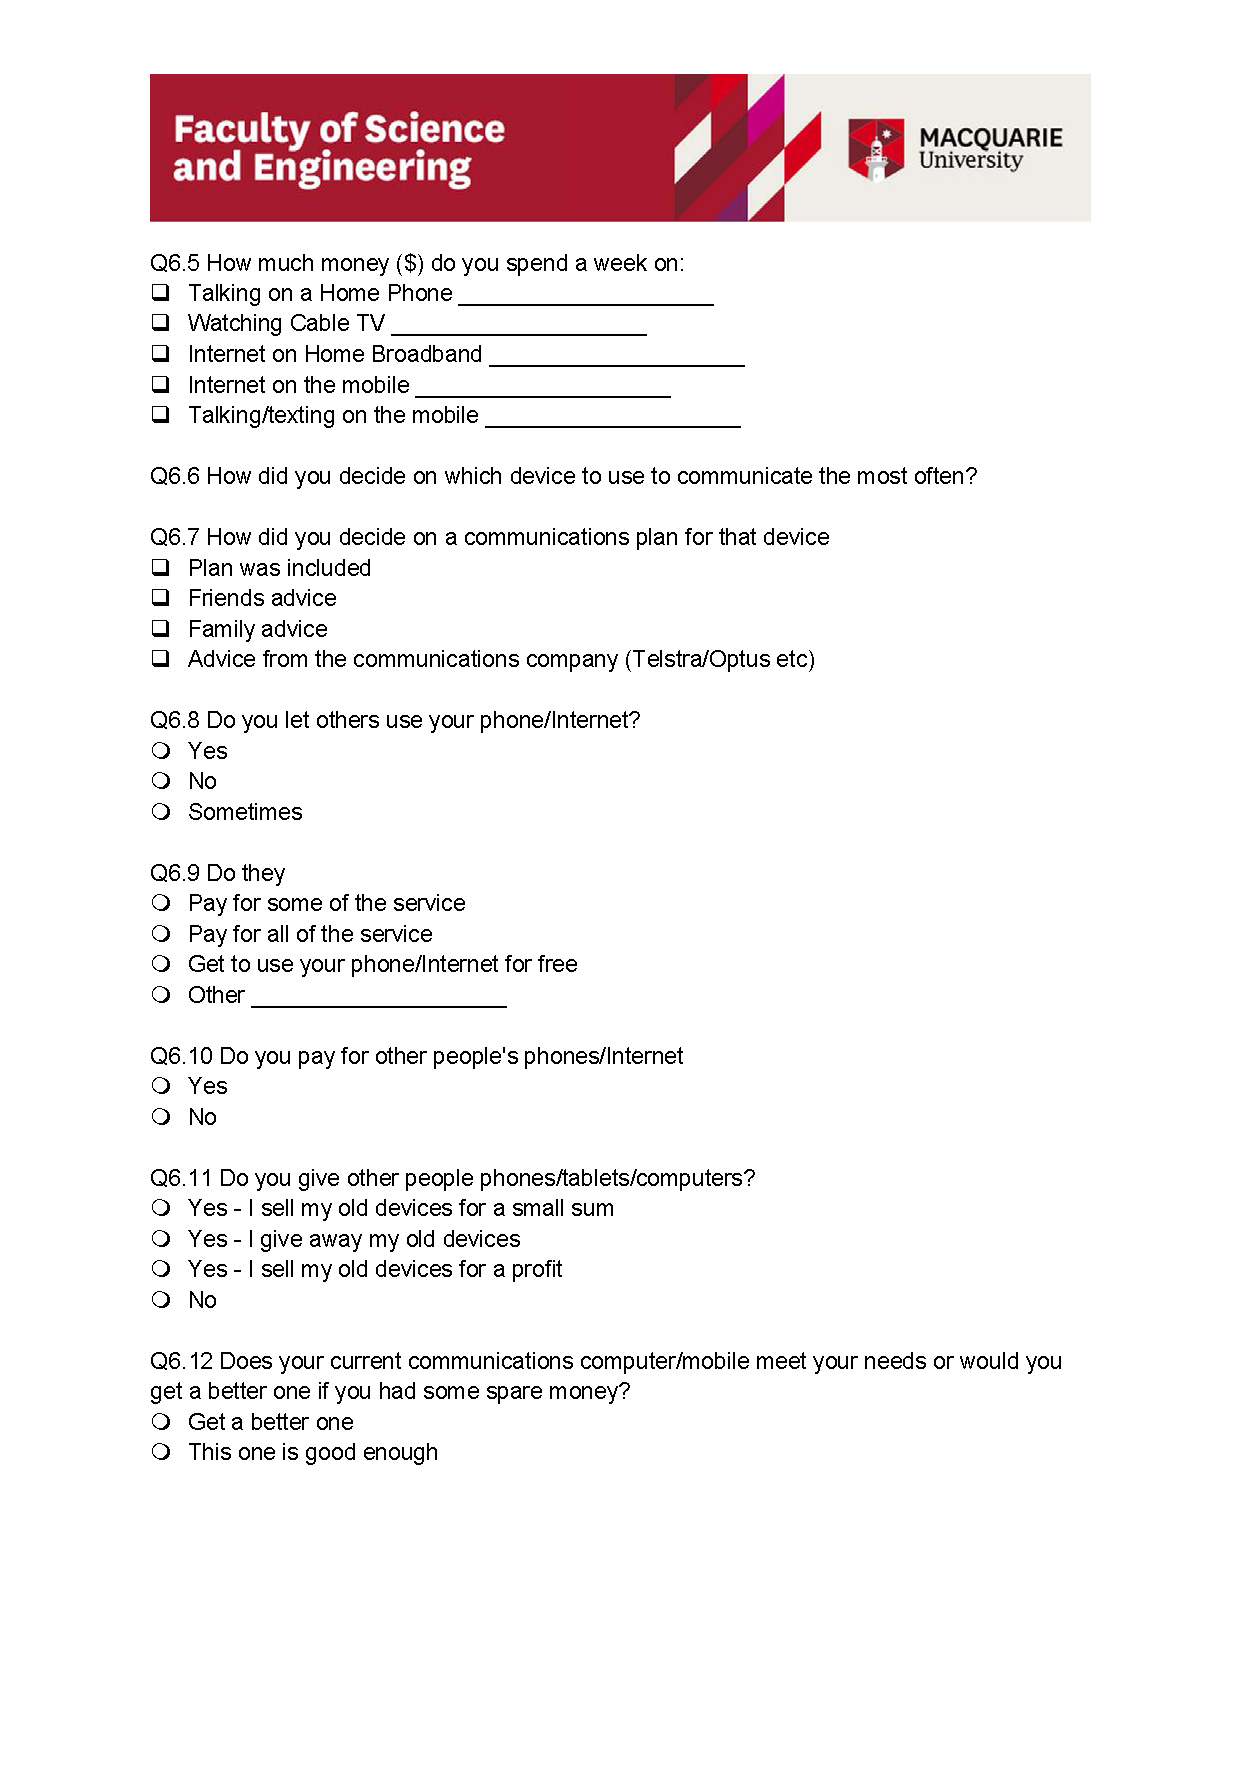 Faculty of Science
and Engineering
MACQUARIE
University
Q6.5 How much money ($) do you spend a week on:
❑ Talking on a Home Phone ____________________
❑ Watching Cable TV ____________________
❑ Internet on Home Broadband ____________________
❑ Internet on the mobile ____________________
❑ Talking/texting on the mobile ____________________
Q6.6 How did you decide on which device to use to communicate the most often?
Q6.7 How did you decide on a communications plan for that device
❑ Plan was included
❑ Friends advice
❑ Family advice
❑ Advice from the communications company (Telstra/Optus etc)
Q6.8 Do you let others use your phone/Internet?
❍ Yes
❍ No
❍ Sometimes
Q6.9 Do they
❍ Pay for some of the service
❍ Pay for all of the service
❍ Get to use your phone/Internet for free
❍ Other ____________________
Q6.10 Do you pay for other people's phones/Internet
❍ Yes
❍ No
Q6.11 Do you give other people phones/tablets/computers?
❍ Yes - I sell my old devices for a small sum
❍ Yes - I give away my old devices
❍ Yes - I sell my old devices for a profit
❍ No
Q6.12 Does your current communications computer/mobile meet your needs or would you
get a better one if you had some spare money?
❍ Get a better one
❍ This one is good enough